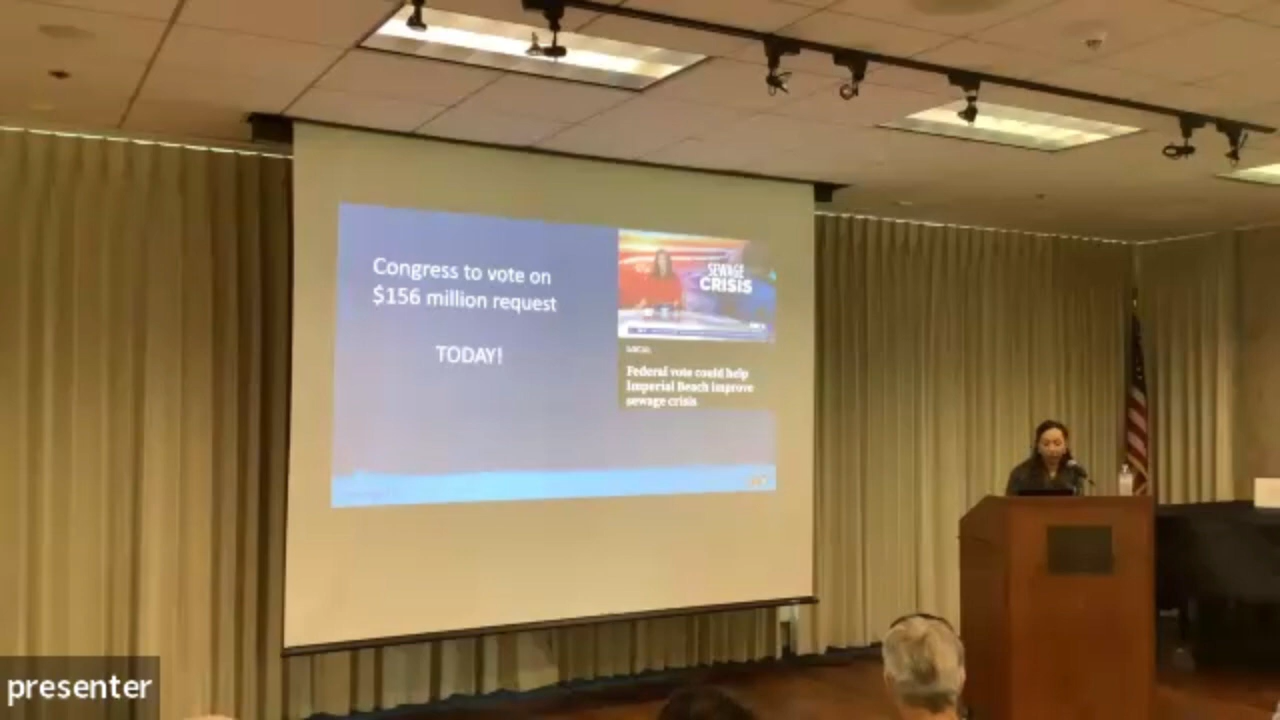 Congress to vote on
$156 million request
TODAY!
SEWAGE
CRISIS
LOCAL
Federal vote could help
Imperial Beach improve
sewage crisis
presenter